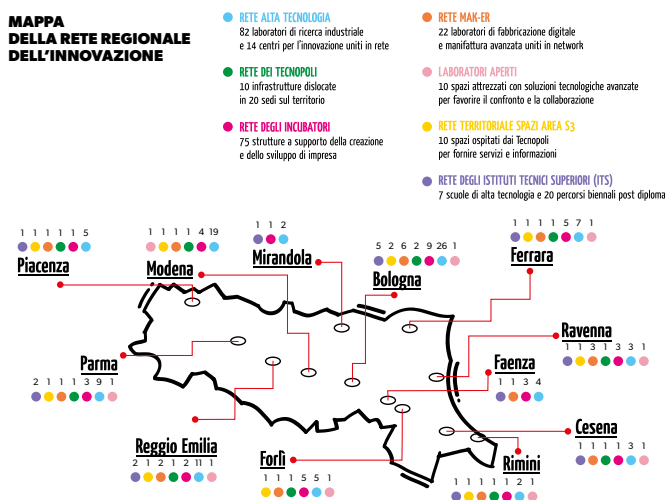 MAPPA
DELLA RETE REGIONALE
DELL'INNOVAZIONE
RETE ALTA TECNOLOGIA
82 laboratori di ricerca industriale
e 14 centri per l'innovazione uniti in rete
RETE DEI TECNOPOLI
10 infrastutture dislocate
in 20 sedi sul territorio
RETE DEGLI INCUBATORI
75 strutture a supporto della creazione
e dello sviluppo di impresa
RETE MAK-ER
22 laboratori di fabbricazione digitale
e manifattura avanzata uniti in network
LABORATORI APERTI
10 spazi attrezzati con soluzioni tecnologiche avanzate
per favorire il confronto e la collaborazione
RETE TERRITORIALE SPAZI AREA S3
10 spazi ospitati dai Tecnopoli
per fornire servizi e informazioni
RETE DEGLI ISTITUTI TECNICI SUPERIORI (ITS)
7 scuole di alta tecnologia e 20 percorsi biennali post diploma
1 1 1 1 1 5
Piacenza
1 1 1 1 4 19
Modena
1 1 2
Mirandola
5 2 6 2 9 26 1
Bologna
1 1 1 1 5 7 1
Ferrara
Ravenna
1 1 3 1 3 3 1
Parma
2 1 1 1 3 9 1
Faenza
1 1 3 4
Reggio Emilia
2 1 2 1 2 11 1
Forlì
1 1 1 5 5 1
Cesena
1 1 1 1 3 1
Rimini
1 1 1 1 1 2 1